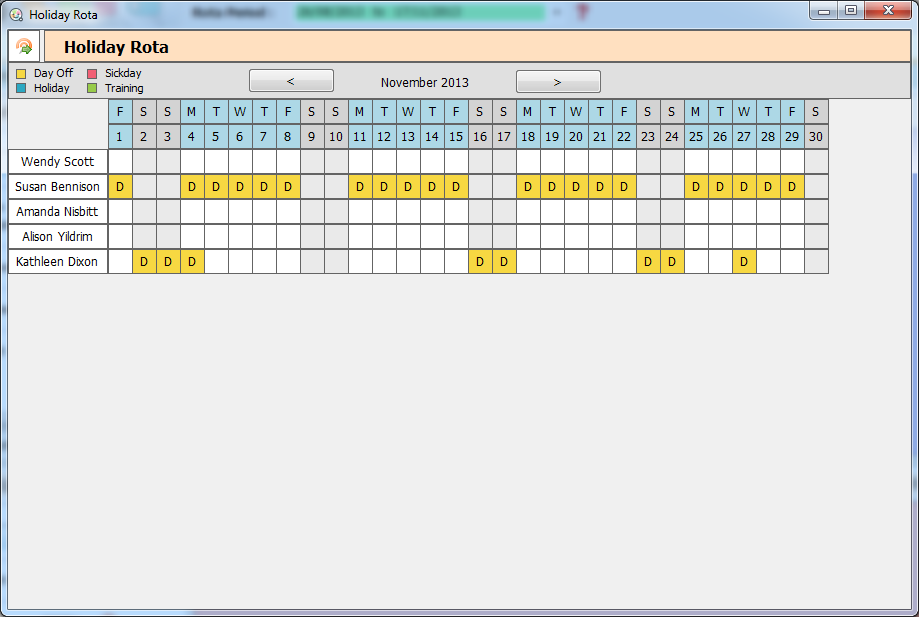 Holiday Rota
Rota Period :
Holiday Rota
Day Off Sickday
Holiday Training
< November 2013 >
F S S M T W T F S S M T W T F S S M T W T F S S M T W T F S
1 2 3 4 5 6 7 8 9 10 11 12 13 14 15 16 17 18 19 20 21 22 23 24 25 26 27 28 29 30
Wendy Scott
Susan Bennison D D D D D D D D D D D D D D D D D D D D D
Amanda Nisbitt
Alison Yildrim
Kathleen Dixon D D D D D D D D